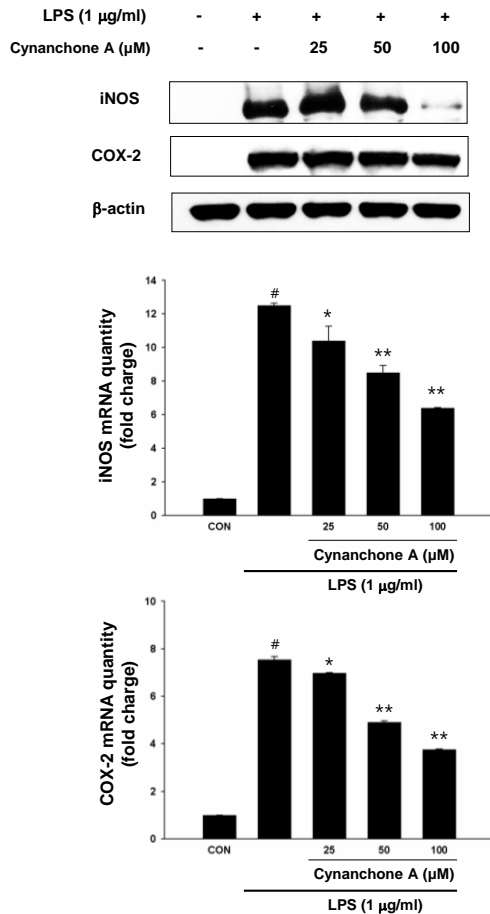 LPS (1 μg/ml) - + + + +
Cynanchone A (μM) - - 25 50 100
iNOS
COX-2
β-actin
iNOS mRNA quantity
(fold charge)
14
12
10
8
6
4
2
0
#
*
**
**
CON 25 50 100
Cynanchone A (μM)
LPS (1 μg/ml)
COX-2 mRNA quantity
(fold charge)
10
8
6
4
2
0
#
*
**
**
CON 25 50 100
Cynanchone A (μM)
LPS (1 μg/ml)